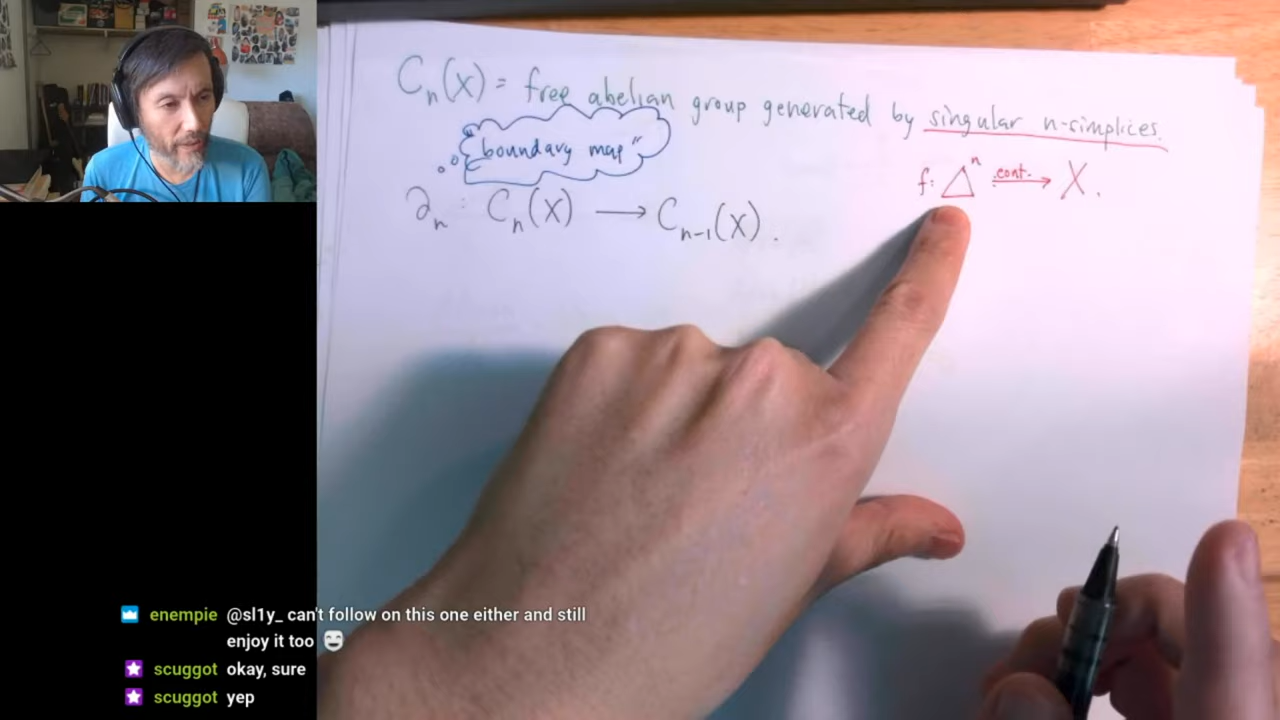 Cₙ(X) = free abelian group generated by singular n-simplices.
"boundary map"
f: Δⁿ cont. → X.
∂ₙ : Cₙ(X) → Cₙ₋₁(X).
enempie @sl1y_ can't follow on this one either and still
enjoy it too 😄
scuggot okay, sure
scuggot yep